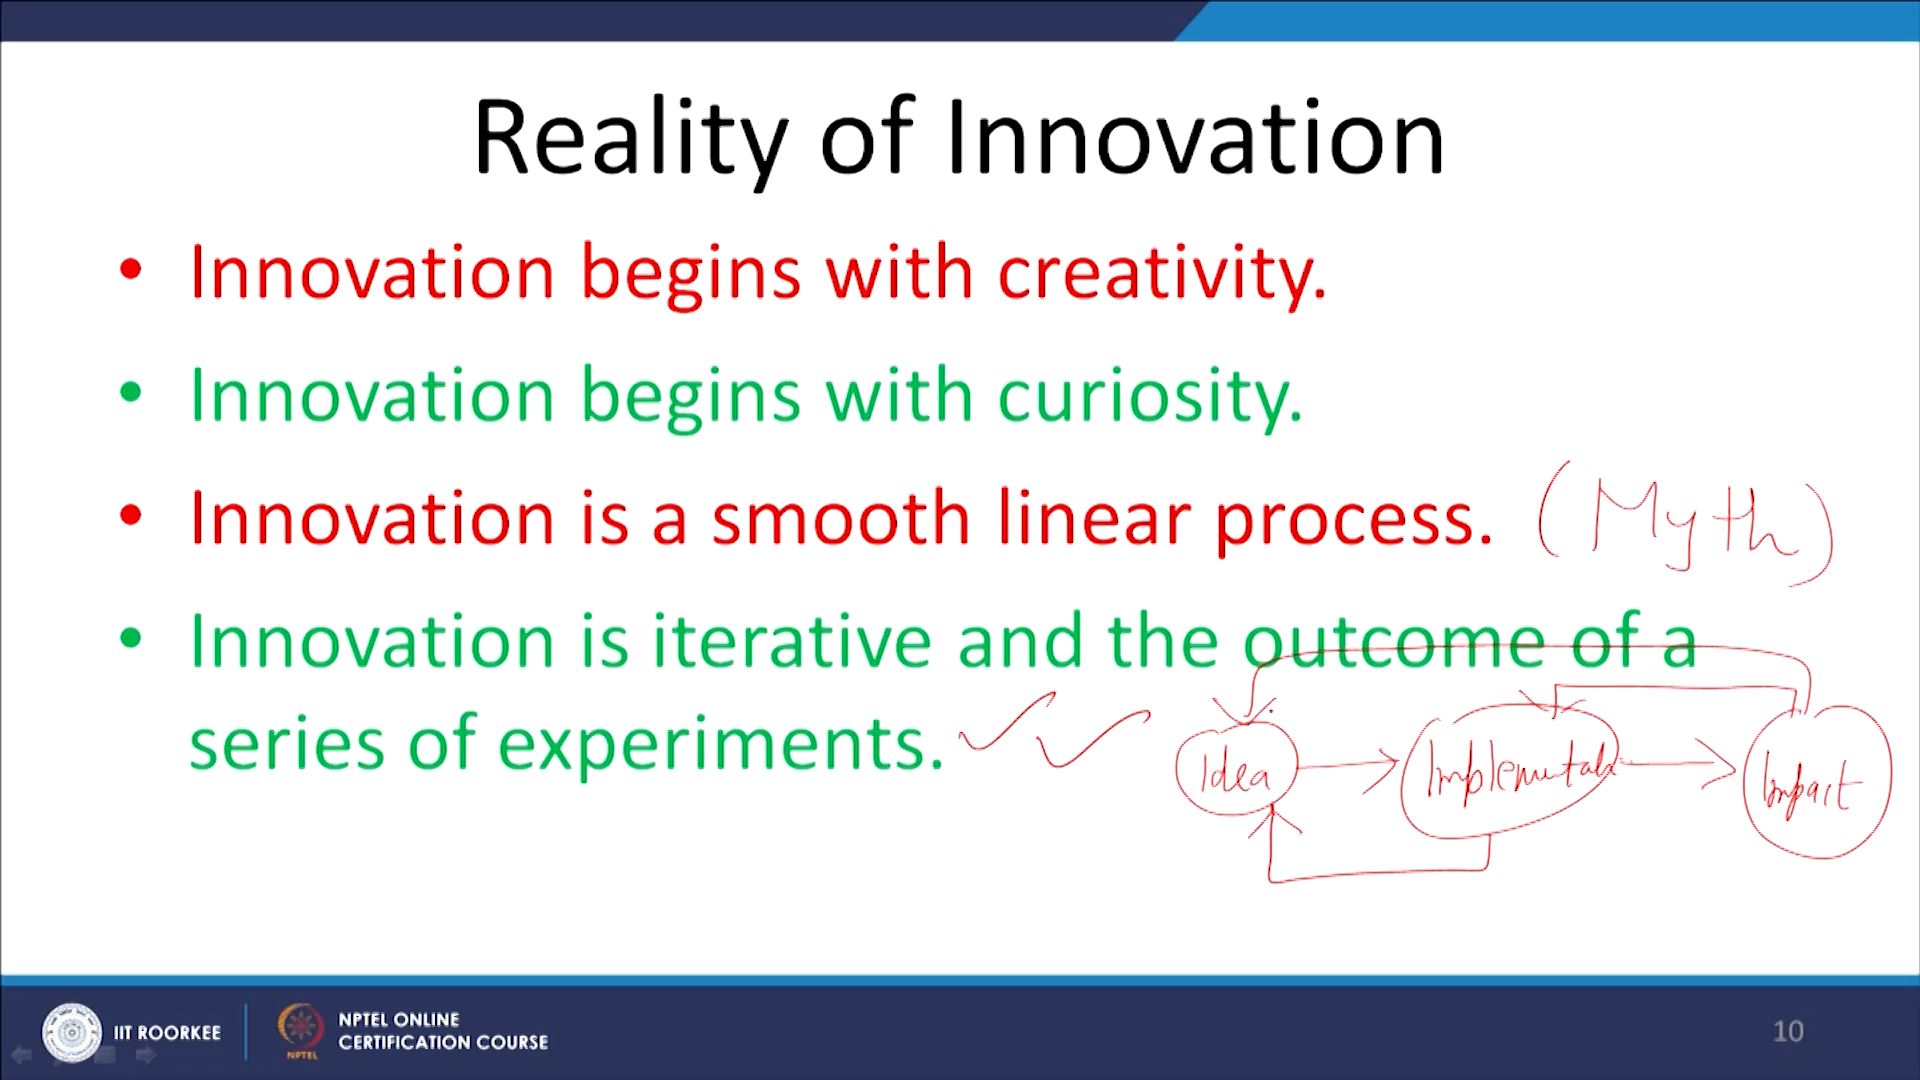 Reality of Innovation
• Innovation begins with creativity.
• Innovation begins with curiosity.
• Innovation is a smooth linear process. (Myth)
• Innovation is iterative and the outcome of a
series of experiments.
Idea Impact
IIT ROORKEE
NPTEL
NPTEL ONLINE
CERTIFICATION COURSE
10